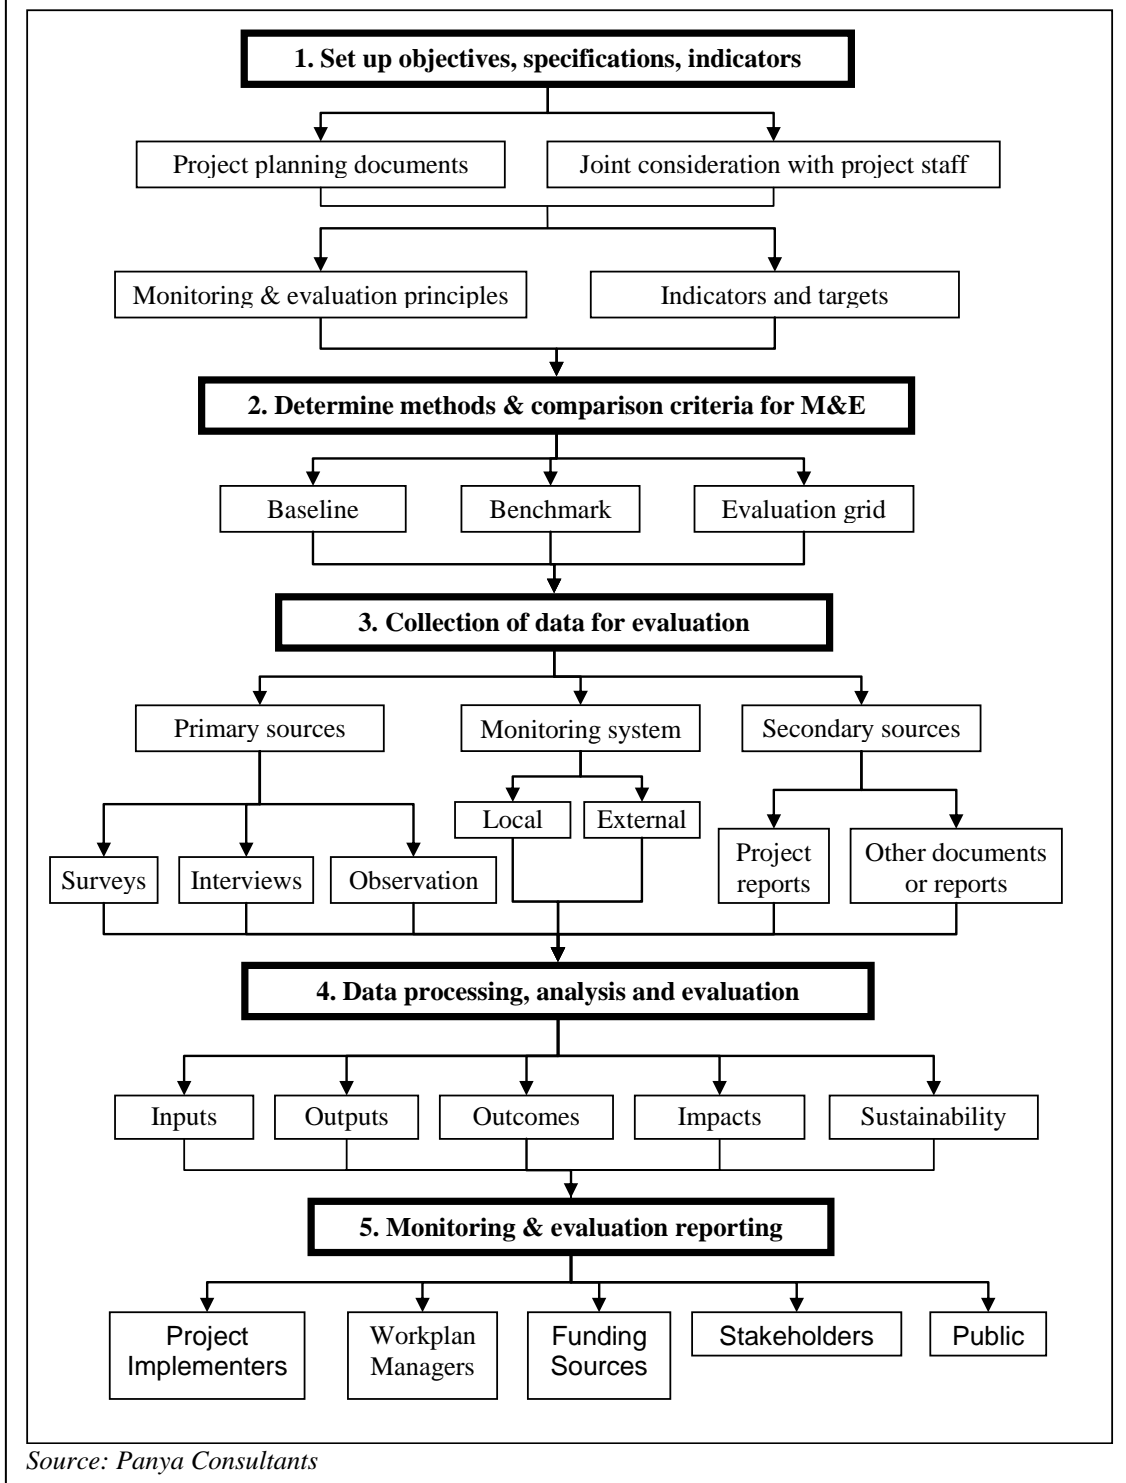 1. Set up objectives, specifications, indicators
Project planning documents
Joint consideration with project staff
Monitoring & evaluation principles
Indicators and targets
2. Determine methods & comparison criteria for M&E
Baseline
Benchmark
Evaluation grid
3. Collection of data for evaluation
Primary sources
Monitoring system
Secondary sources
Local
External
Surveys
Interviews
Observation
Project
reports
Other documents
or reports
4. Data processing, analysis and evaluation
Inputs
Outputs
Outcomes
Impacts
Sustainability
5. Monitoring & evaluation reporting
Project
Implementers
Workplan
Managers
Funding
Sources
Stakeholders
Public
Source: Panya Consultants